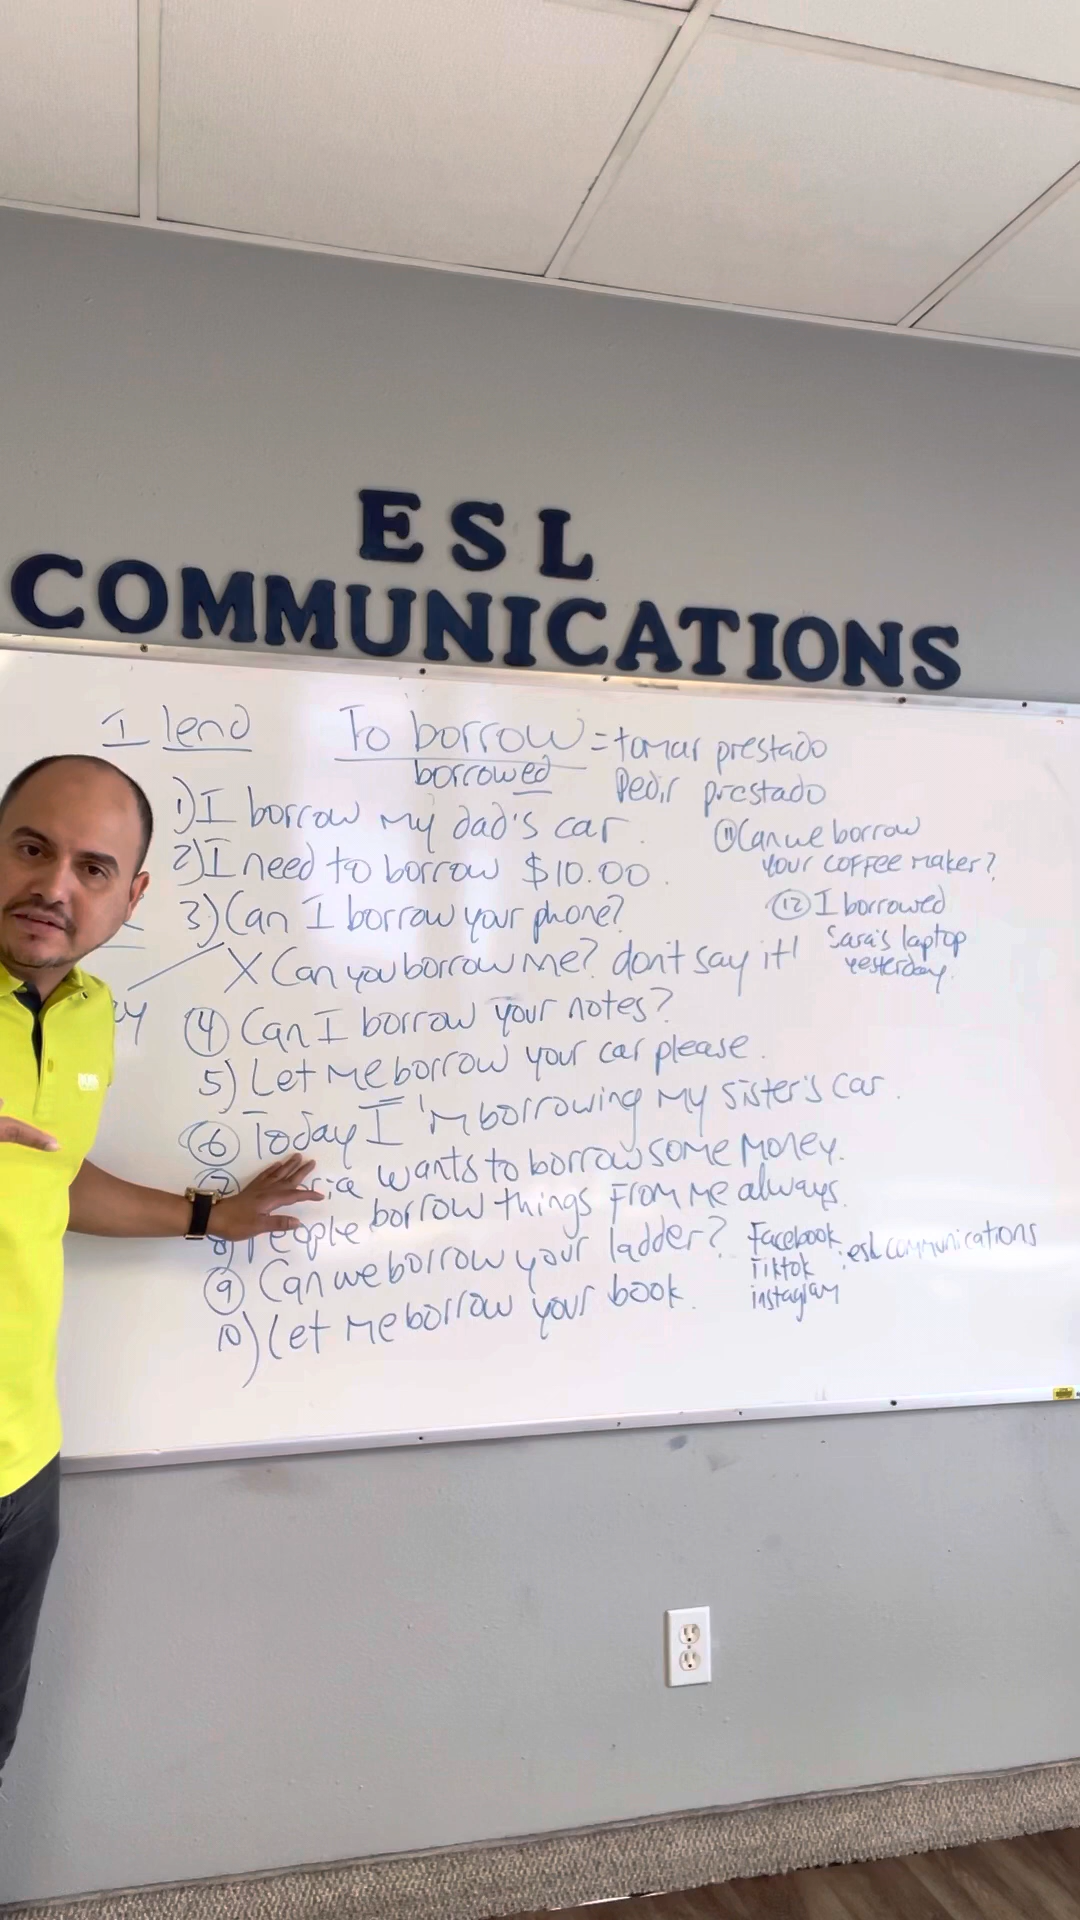 ESL
COMMUNICATIONS
I lend
To borrow = tomar prestado
borrowed
Pedir prestado
1) I borrow my dad's car.
2) I need to borrow $10.00.
3) Can I borrow your phone?
X Can you borrow me? don't say it!
(4) Can I borrow your notes?
5) Let me borrow your car please.
(6) Today I'm borrowing my sister's car.
(7) wants to borrow some money.
8) People borrow things from me always.
(9) Can we borrow your ladder?
10) Let me borrow your book.
(11) Can we borrow
your coffee maker?
(12) I borrowed
Sara's laptop
yesterday.
Facebook
Tiktok : eslcommunications
instagram